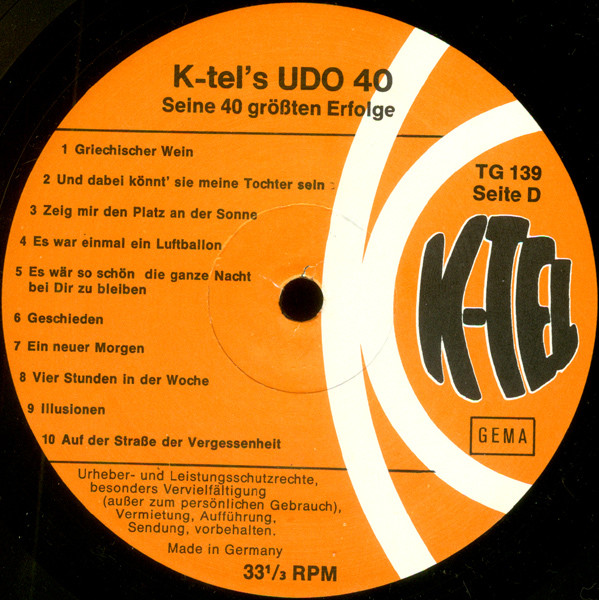 K-tel's UDO 40
Seine 40 größten Erfolge
1 Griechischer Wein
2 Und dabei könnt' sie meine Tochter sein
3 Zeig mir den Platz an der Sonne
4 Es war einmal ein Luftballon
5 Es wär so schön die ganze Nacht
bei Dir zu bleiben
6 Geschieden
7 Ein neuer Morgen
8 Vier Stunden in der Woche
9 Illusionen
10 Auf der Straße der Vergessenheit
TG 139
Seite D
K-TEL
GEMA
Urheber- und Leistungsschutzrechte,
besonders Vervielfältigung
(außer zum persönlichen Gebrauch),
Vermietung, Aufführung,
Sendung, vorbehalten.
Made in Germany
33¹/₃ RPM